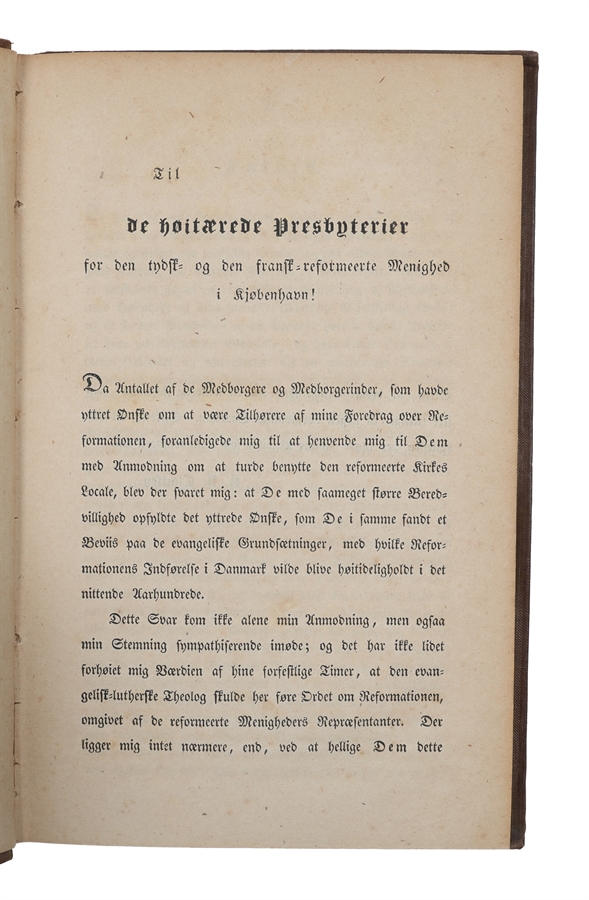 Til
de høitærede Presbyterier
for den tydsk- og den fransk-reformeerte Menighed
i Kjøbenhavn!
Da Antallet af de Medborgere og Medborgerinder, som havde
yttret Ønske om at være Tilhørere af mine Foredrag over Re-
formationen, foranledigede mig til at henvende mig til Dem
med Anmodning om at turde benytte den reformeerte Kirkes
Locale, blev der svaret mig: at De med saameget større Bered-
villighed opfyldte det yttrede Ønske, som De i samme fandt et
Beviis paa de evangeliske Grundsætninger, med hvilke Refor-
mationens Indførelse i Danmark vilde blive høitideligholdt i det
nittende Aarhundrede.
Dette Svar kom ikke alene min Anmodning, men ogsaa
min Stemning sympathiserende imøde; og det har ikke lidet
forhøiet mig Værdien af hine forfestlige Timer, at den evan-
gelisk-lutherske Theolog skulde her føre Ordet om Reformationen,
omgivet af de reformeerte Menigheders Repræsentanter. Der
ligger mig intet nærmere, end, ved at hellige Dem dette